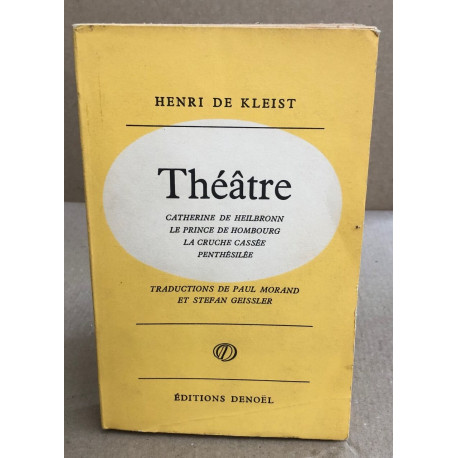 HENRI DE KLEIST
Théâtre
CATHERINE DE HEILBRONN
LE PRINCE DE HOMBOURG
LA CRUCHE CASSÉE
PENTHÉSILÉE
TRADUCTIONS DE PAUL MORAND
ET STEFAN GEISSLER
ÉDITIONS DENOËL